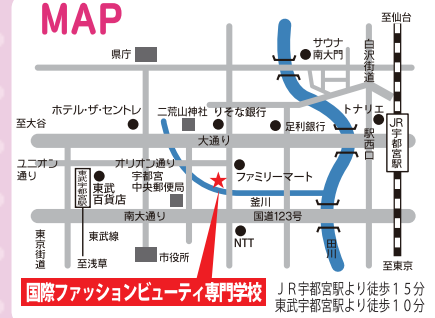 MAP
至仙台
サウナ
南大門
白沢街道
県庁
ホテル・ザ・セントレ
二荒山神社
りそな銀行
トナリエ
至大谷
足利銀行
JR宇都宮駅
大通り
駅西口
ユニオン
通り
オリオン通り
東武宇都宮駅
東武
百貨店
宇都宮
中央郵便局
ファミリーマート
釜川
南大通り
国道123号
東京街道
東武線
NTT
田川
市役所
至浅草
至東京
国際ファッションビューティ専門学校
JR宇都宮駅より徒歩15分
東武宇都宮駅より徒歩10分